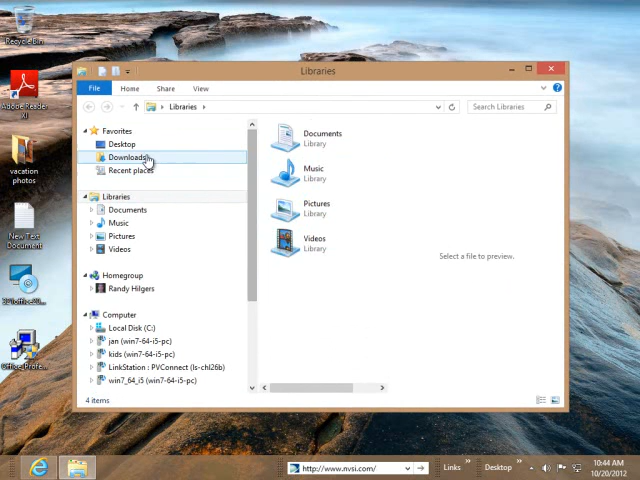 Recycle Bin
Adobe Reader
XI
vacation
photos
New Text
Document
Office Profe...
Libraries
File
Home
Share
View
Libraries
Search Libraries
Favorites
Desktop
Downloads
Recent places
Libraries
Documents
Music
Pictures
Videos
Homegroup
Randy Hilgers
Computer
Local Disk (C:)
jan (win7-64-i5-pc)
kids (win7-64-i5-pc)
LinkStation : PVConnect (ls-chl26b)
win7_64_i5 (win7-64-i5-pc)
Documents
Library
Music
Library
Pictures
Library
Videos
Library
Select a file to preview.
4 items
http://www.nvsi.com/
Links
Desktop
10:44 AM
10/20/2012